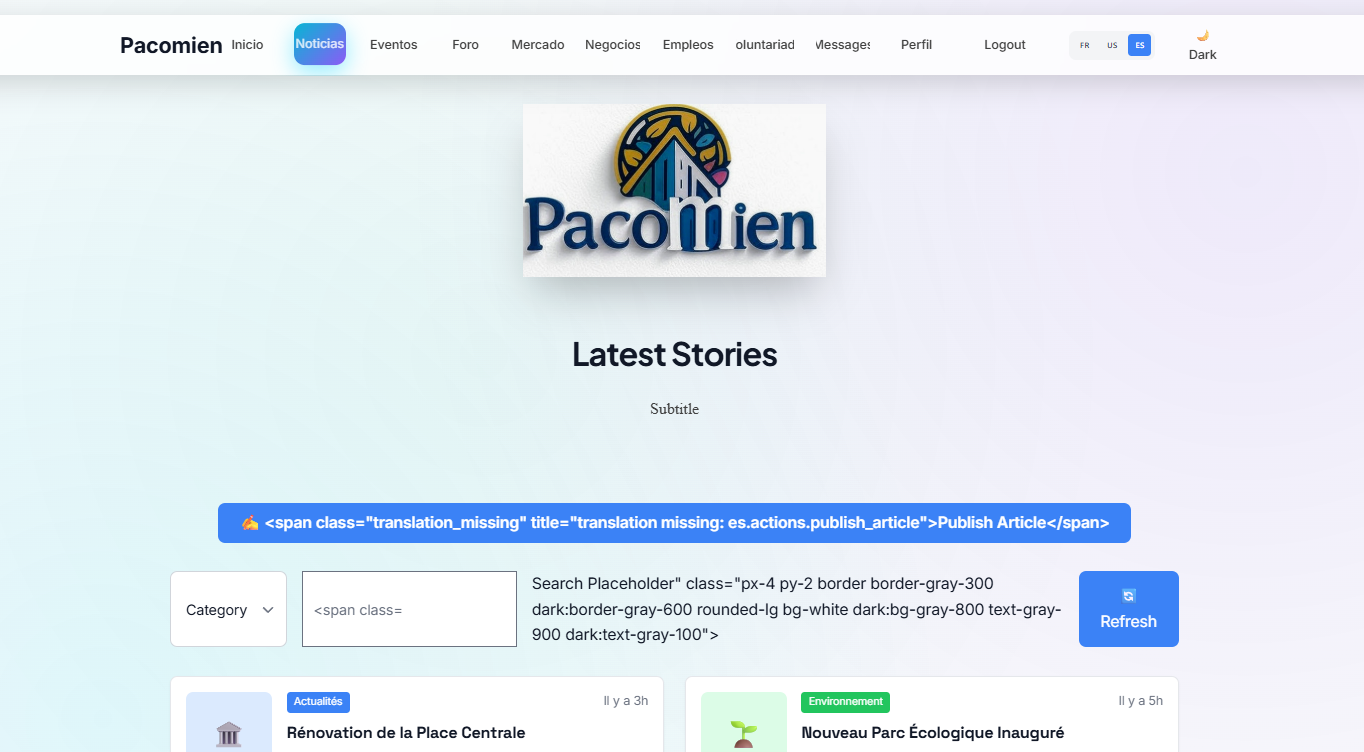 Pacomien Inicio Noticias Eventos Foro Mercado Negocios Empleos oluntariad Messages Perfil Logout FR US ES 🌙 Dark
Pacomien
Latest Stories
Subtitle
✍️ <span class="translation_missing" title="translation missing: es.actions.publish_article">Publish Article</span>
Category
<span class=
Search Placeholder" class="px-4 py-2 border border-gray-300
dark:border-gray-600 rounded-lg bg-white dark:bg-gray-800 text-gray-
900 dark:text-gray-100">
🔄 Refresh
Actualités Il y a 3h
Rénovation de la Place Centrale
Environnement Il y a 5h
Nouveau Parc Écologique Inauguré